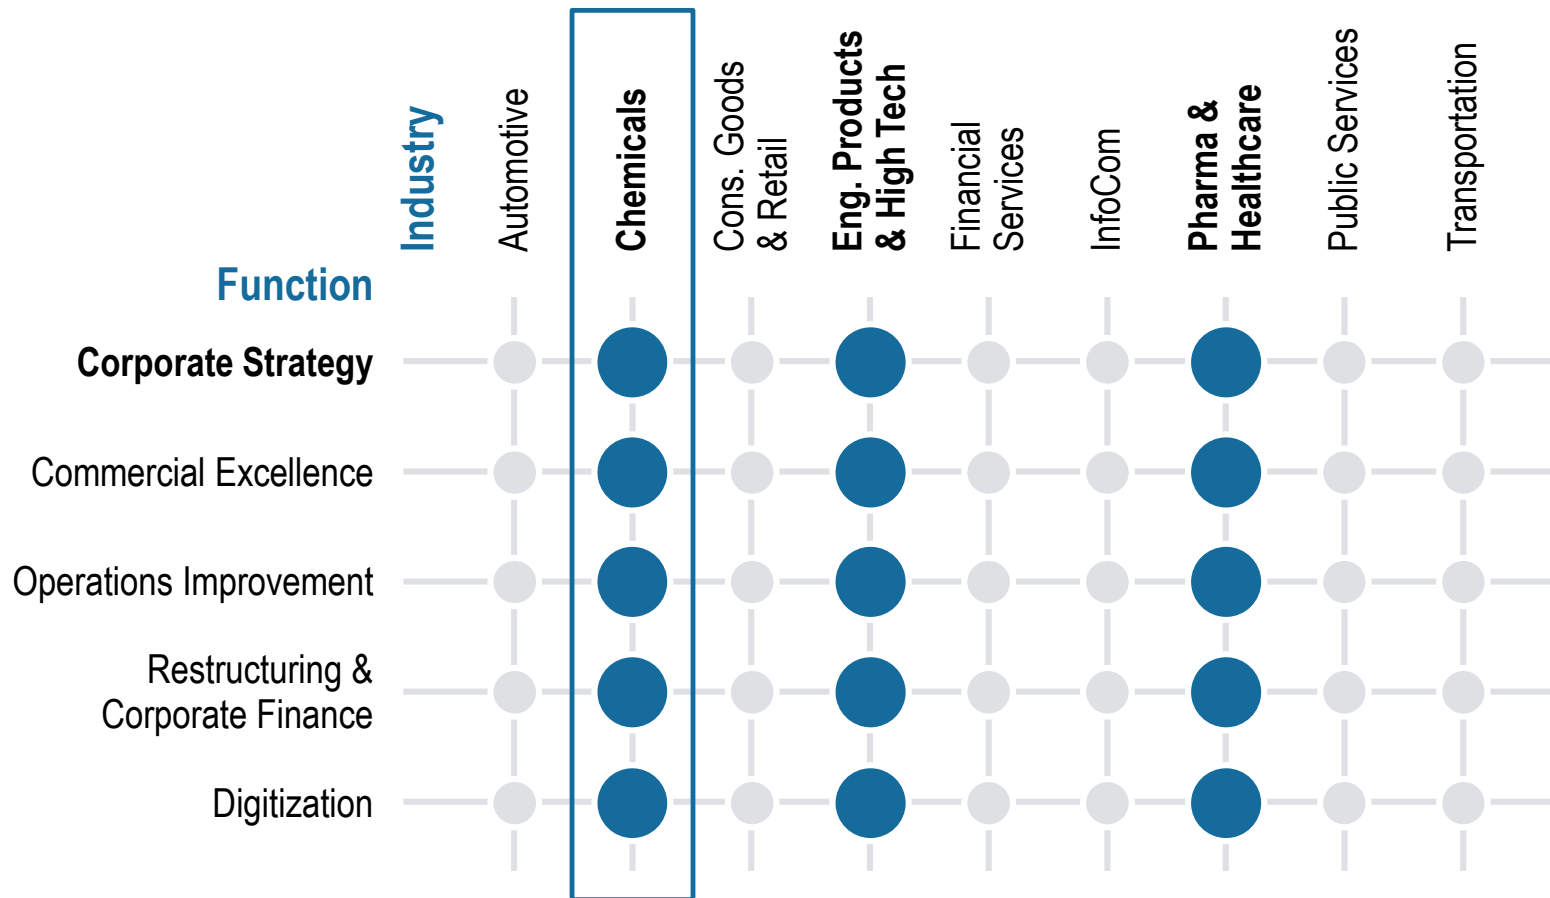 Industry
Automotive
Chemicals
Cons. Goods
& Retail
Eng. Products
& High Tech
Financial
Services
InfoCom
Pharma &
Healthcare
Public Services
Transportation
Function
Corporate Strategy
Commercial Excellence
Operations Improvement
Restructuring &
Corporate Finance
Digitization